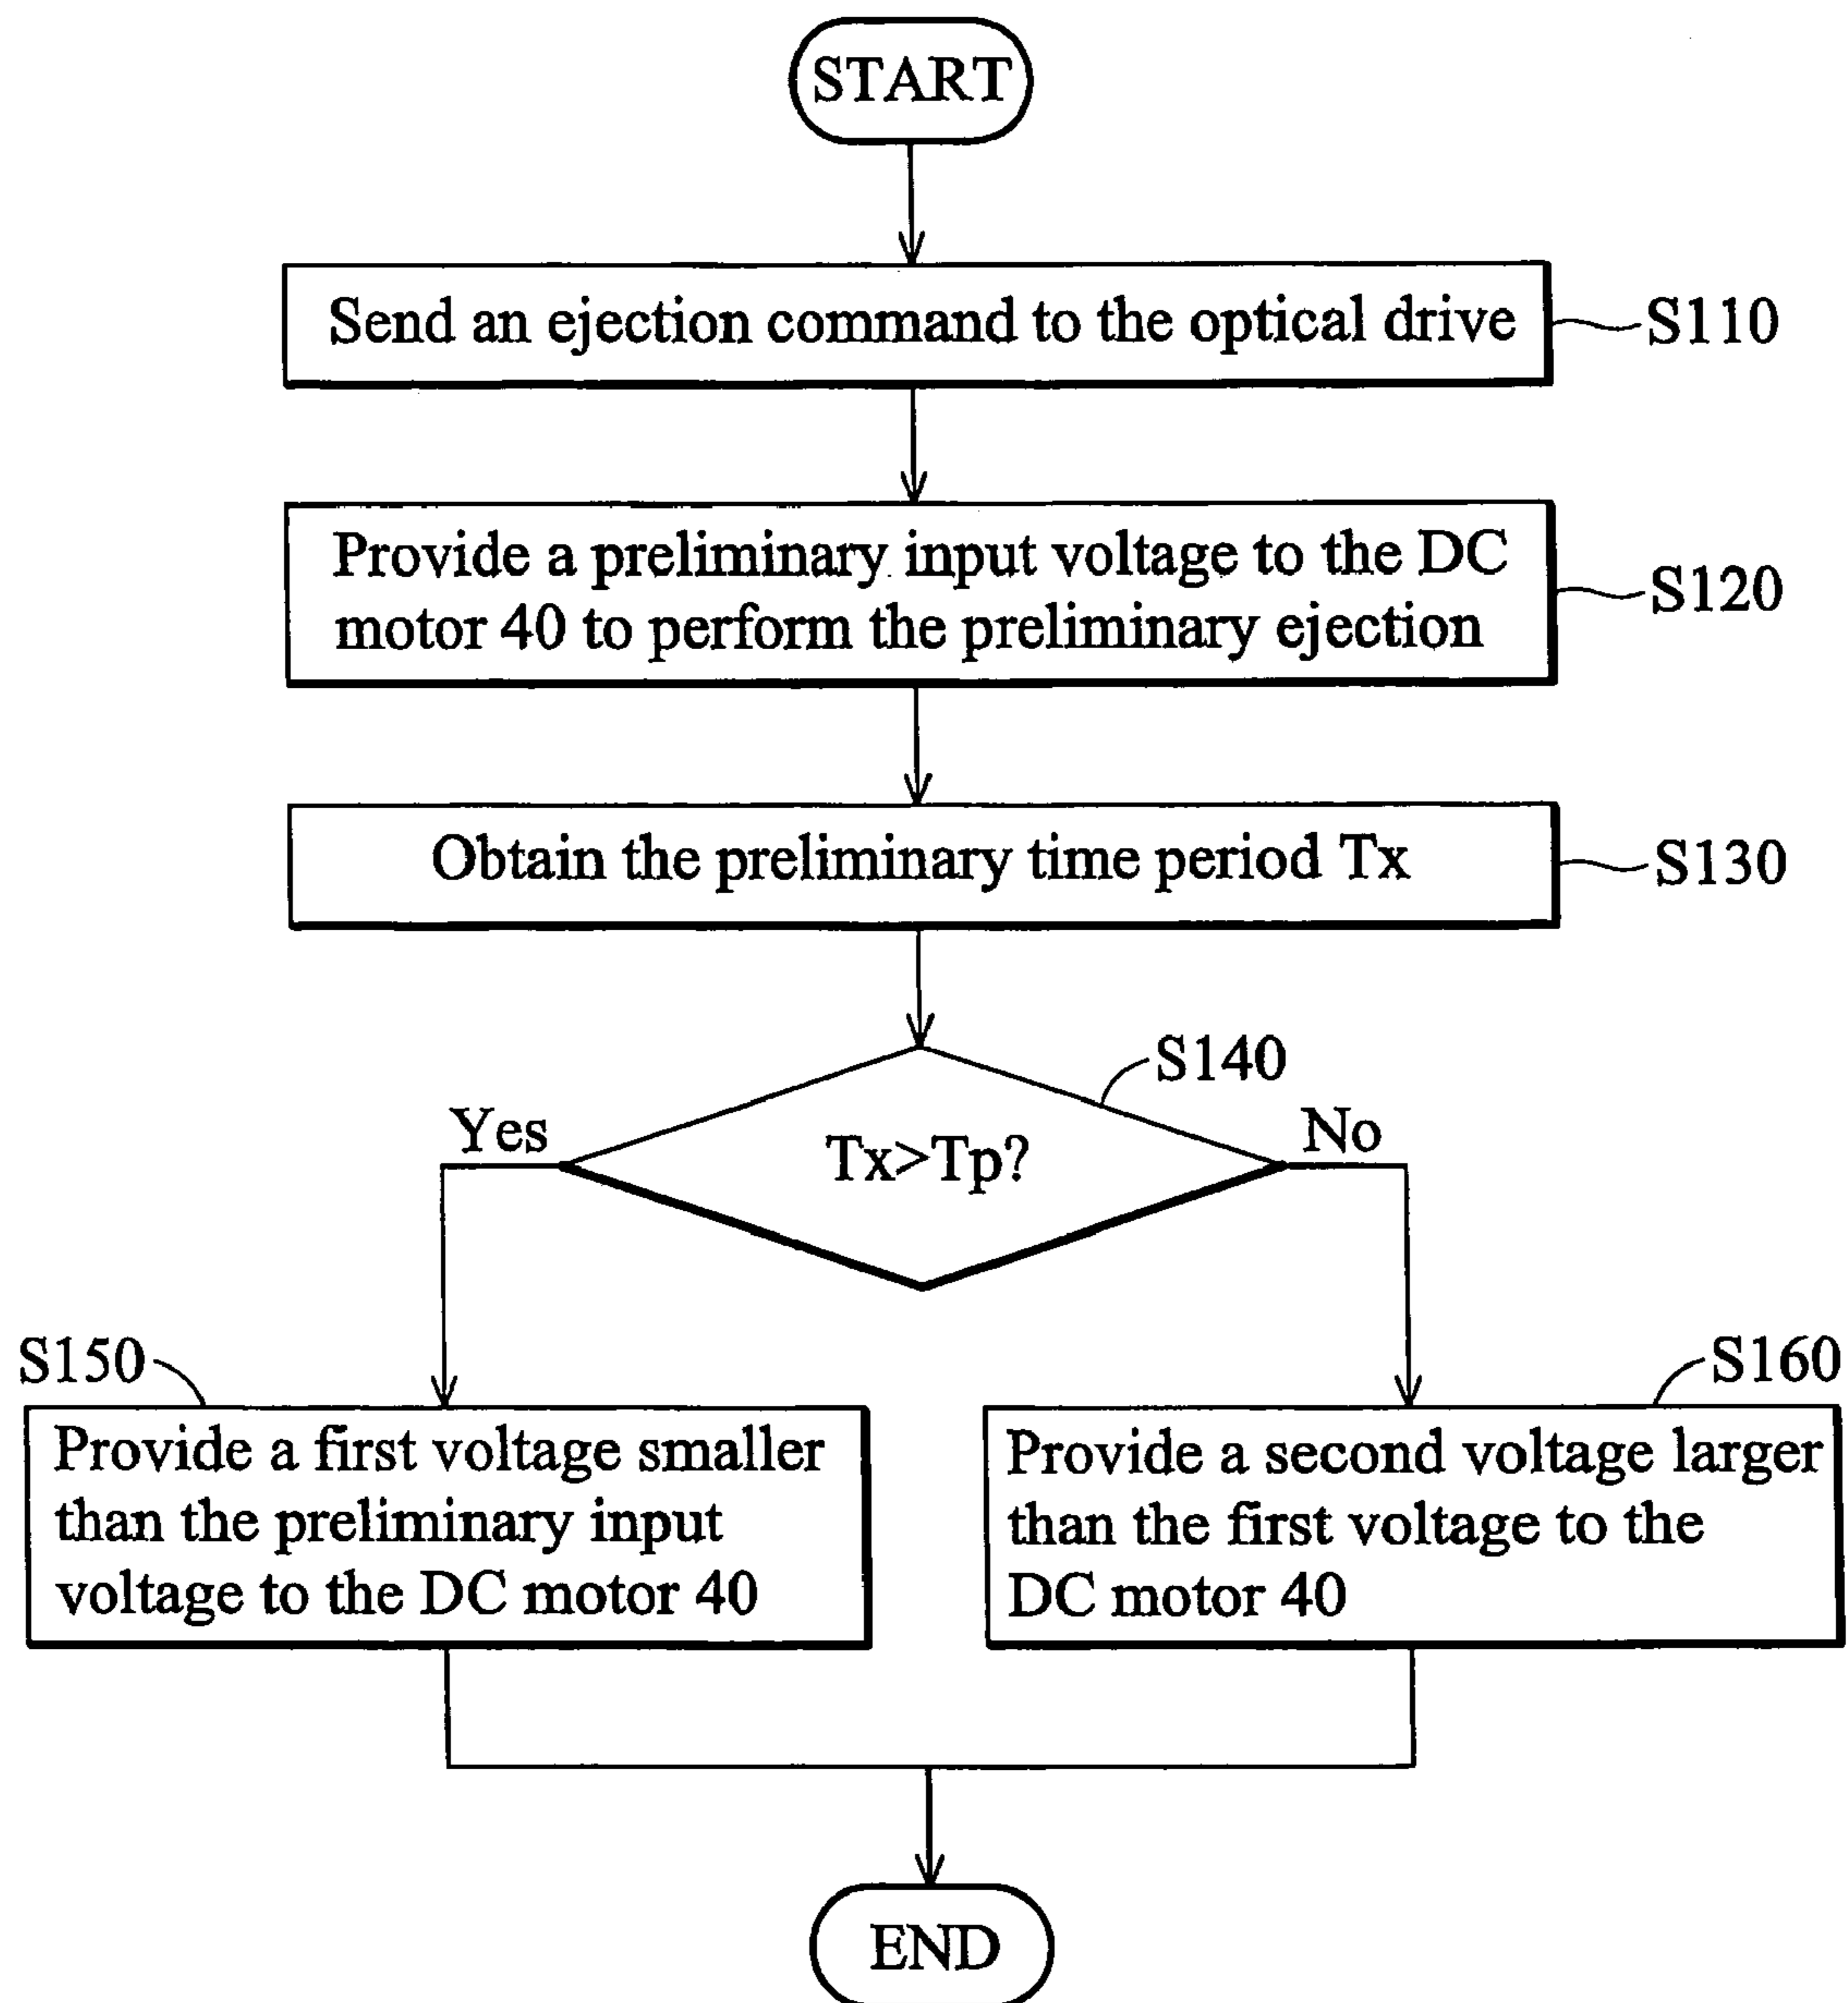 START
Send an ejection command to the optical drive
S110
Provide a preliminary input voltage to the DC
motor 40 to perform the preliminary ejection
S120
Obtain the preliminary time period Tx
S130
S140
Yes
Tx>Tp?
No
S150
Provide a first voltage smaller
than the preliminary input
voltage to the DC motor 40
S160
Provide a second voltage larger
than the first voltage to the
DC motor 40
END